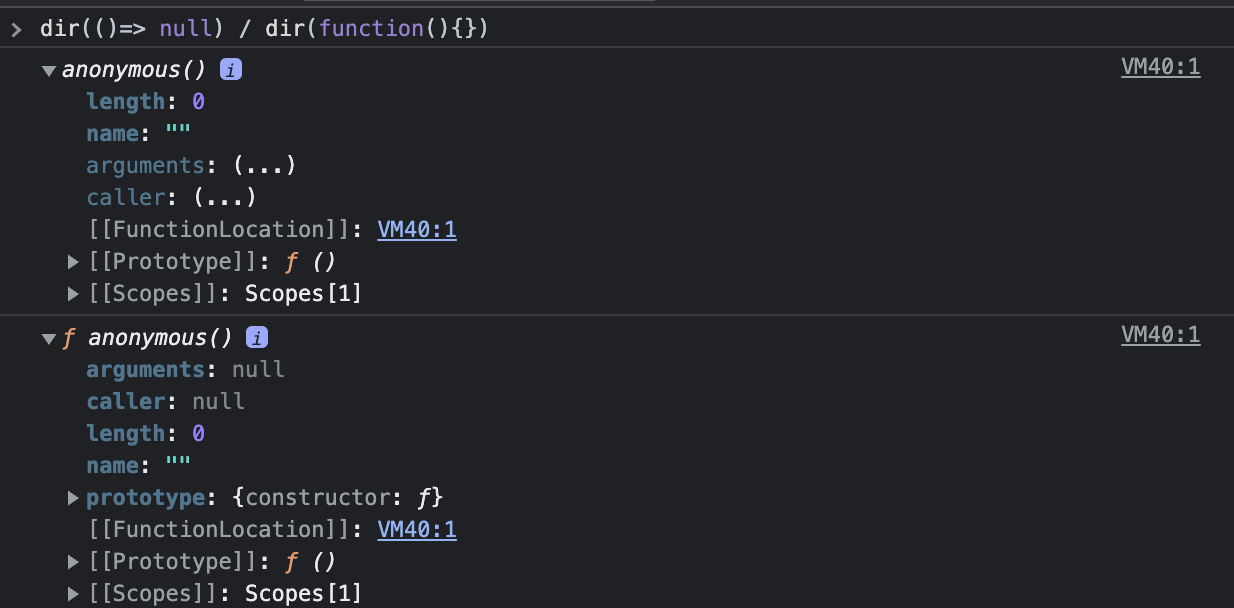 dir(()=> null) / dir(function(){})
anonymous() i VM40:1
length: 0
name: ""
arguments: (...)
caller: (...)
[[FunctionLocation]]: VM40:1
[[Prototype]]: ƒ ()
[[Scopes]]: Scopes[1]
ƒ anonymous() i VM40:1
arguments: null
caller: null
length: 0
name: ""
prototype: {constructor: ƒ}
[[FunctionLocation]]: VM40:1
[[Prototype]]: ƒ ()
[[Scopes]]: Scopes[1]